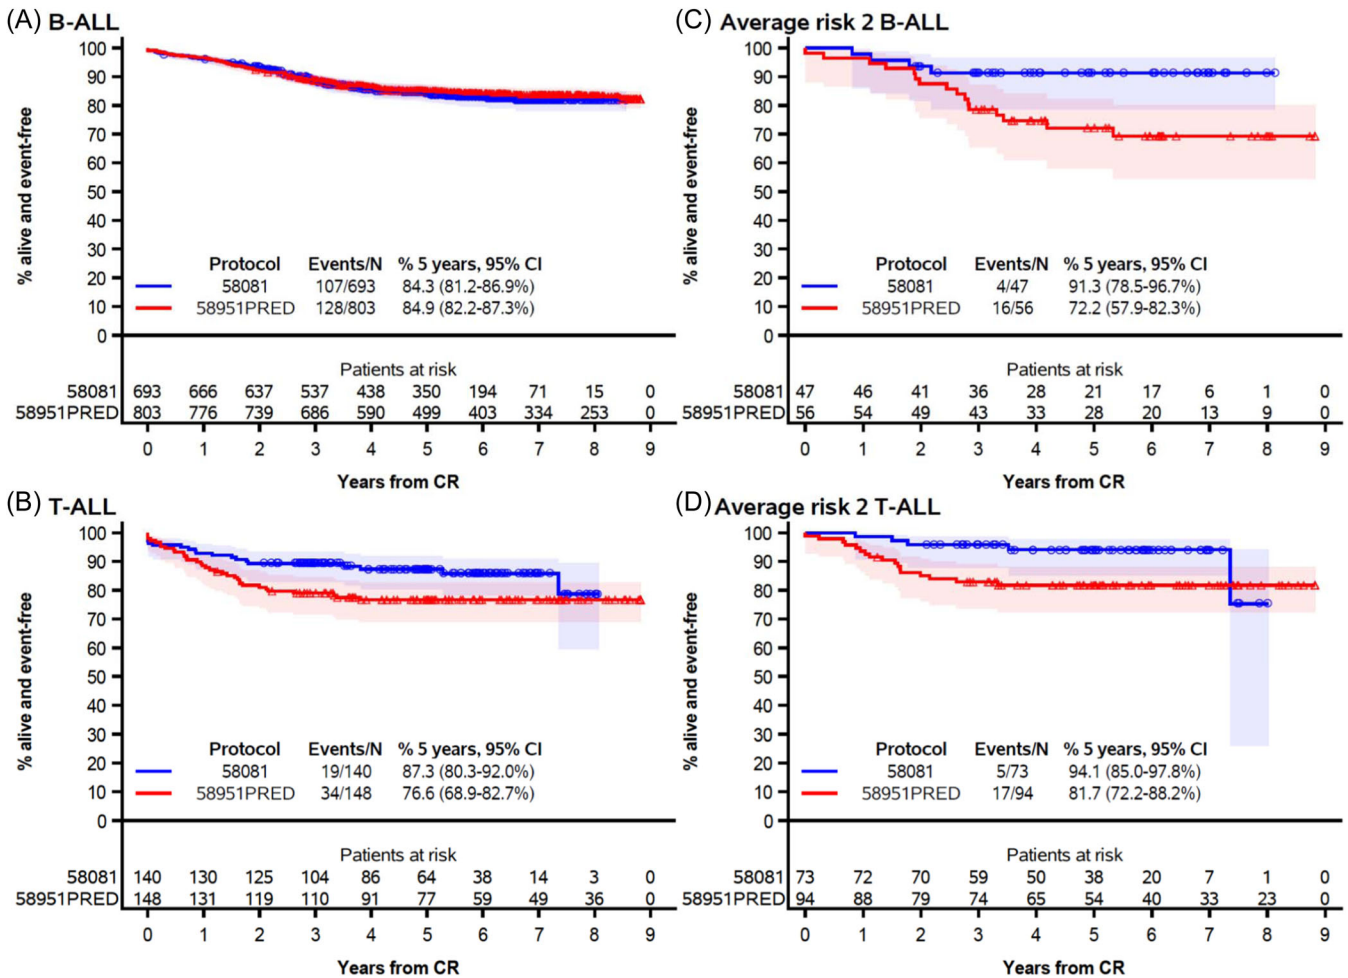 (A) B-ALL
100
90
80
70
60
50
40
30
20
10
0
% alive and event-free
Protocol Events/N % 5 years, 95% CI
58081 107/693 84.3 (81.2-86.9%)
58951PRED 128/803 84.9 (82.2-87.3%)
Patients at risk
58081 693 666 637 537 438 350 194 71 15 0
58951PRED 803 776 739 686 590 499 403 334 253 0
0 1 2 3 4 5 6 7 8 9
Years from CR
(C) Average risk 2 B-ALL
100
90
80
70
60
50
40
30
20
10
0
% alive and event-free
Protocol Events/N % 5 years, 95% CI
58081 4/47 91.3 (78.5-96.7%)
58951PRED 16/56 72.2 (57.9-82.3%)
Patients at risk
58081 47 46 41 36 28 21 17 6 1 0
58951PRED 56 54 49 43 33 28 20 13 9 0
0 1 2 3 4 5 6 7 8 9
Years from CR
(B) T-ALL
100
90
80
70
60
50
40
30
20
10
0
% alive and event-free
Protocol Events/N % 5 years, 95% CI
58081 19/140 87.3 (80.3-92.0%)
58951PRED 34/148 76.6 (68.9-82.7%)
Patients at risk
58081 140 130 125 104 86 64 38 14 3 0
58951PRED 148 131 119 110 91 77 59 49 36 0
0 1 2 3 4 5 6 7 8 9
Years from CR
(D) Average risk 2 T-ALL
100
90
80
70
60
50
40
30
20
10
0
% alive and event-free
Protocol Events/N % 5 years, 95% CI
58081 5/73 94.1 (85.0-97.8%)
58951PRED 17/94 81.7 (72.2-88.2%)
Patients at risk
58081 73 72 70 59 50 38 20 7 1 0
58951PRED 94 88 79 74 65 54 40 33 23 0
0 1 2 3 4 5 6 7 8 9
Years from CR